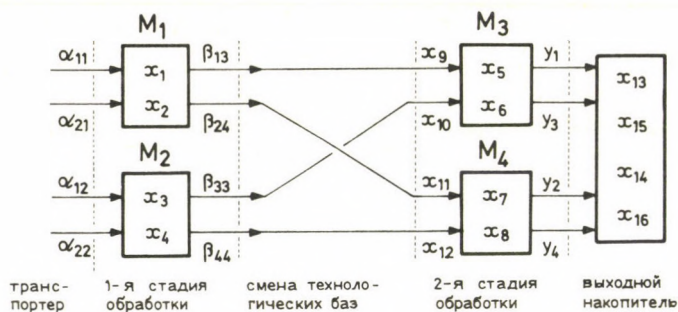 M₁ M₃
α₁₁ β₁₃ x₉ y₁
x₁ x₅ x₁₃
x₂ x₆
α₂₁ β₂₄ x₁₀ y₃ x₁₅
M₂ M₄
α₁₂ β₃₃ x₁₁ y₂ x₁₄
x₃ x₇
x₄ x₈ x₁₆
α₂₂ β₄₄ x₁₂ y₄
транс- 1-я стадия смена техноло- 2-я стадия выходной
портер обработки гических баз обработки накопитель